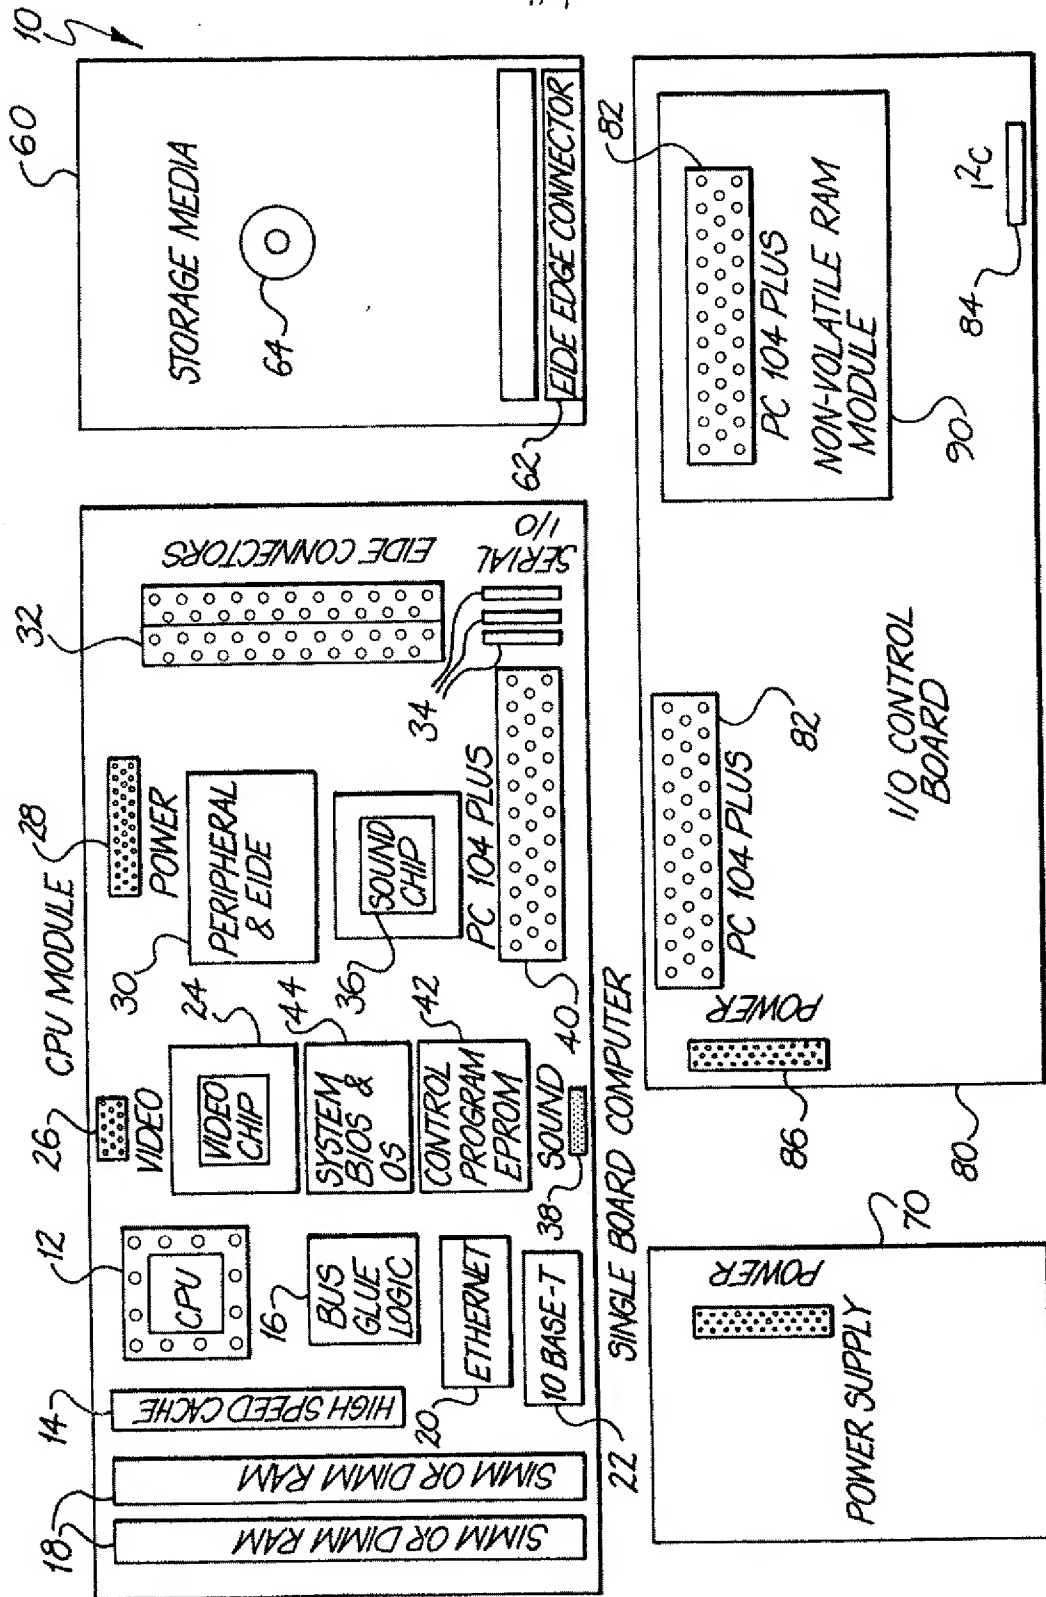 10
60
STORAGE MEDIA
64
EIDE EDGE CONNECTOR
62
CPU MODULE
18
SIMM OR DIMM RAM
SIMM OR DIMM RAM
14
HIGH SPEED CACHE
12
CPU
16
BUS
GLUE
LOGIC
20
ETHERNET
22
10 BASE-T
26
VIDEO
24
VIDEO
CHIP
44
SYSTEM
BIOS &
OS
42
CONTROL
PROGRAM
EPROM
38
SOUND
28
POWER
30
PERIPHERAL
& EIDE
36
SOUND
CHIP
PC 104 PLUS
40
32
EIDE CONNECTORS
34
SERIAL
I/O
SINGLE BOARD COMPUTER
70
POWER
POWER SUPPLY
80
86
POWER
82
PC 104 PLUS
I/O CONTROL
BOARD
82
PC 104 PLUS
NON-VOLATILE RAM
MODULE
90
84
I²C